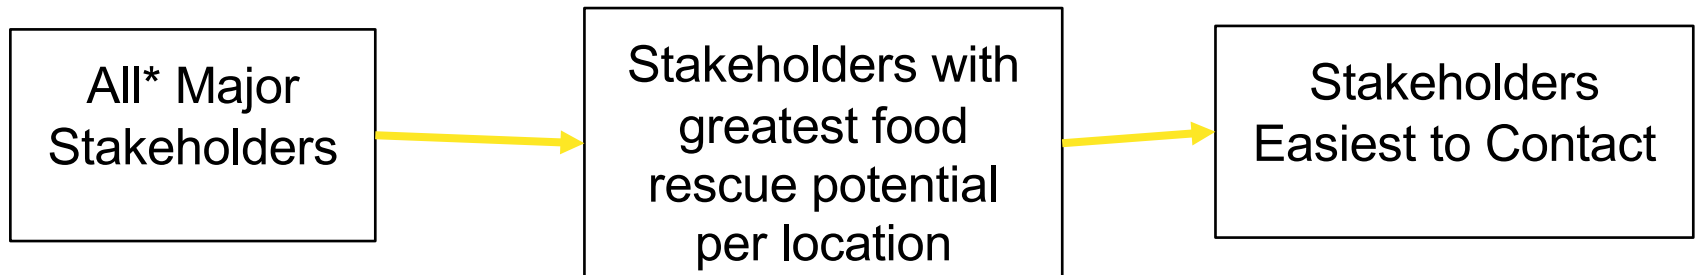 All* Major
Stakeholders
Stakeholders with
greatest food
rescue potential
per location
Stakeholders
Easiest to Contact